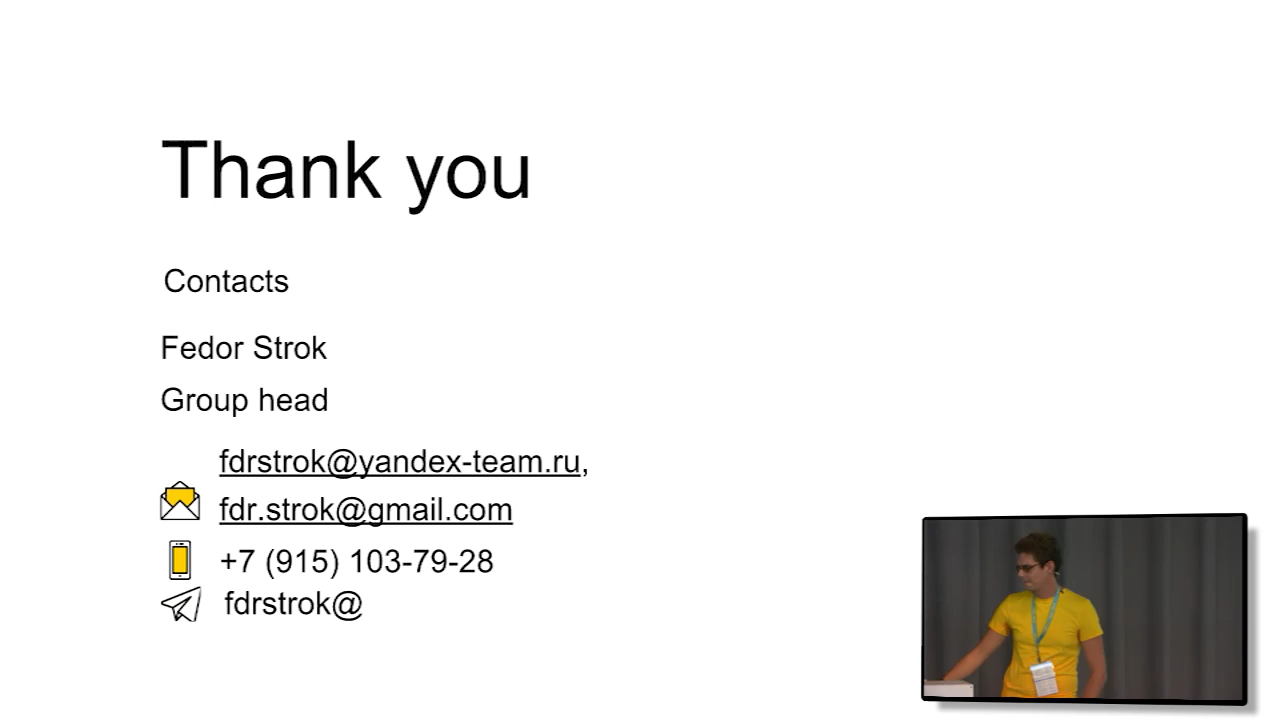 Thank you
Contacts
Fedor Strok
Group head
fdrstrok@yandex-team.ru,
fdr.strok@gmail.com
+7 (915) 103-79-28
fdrstrok@